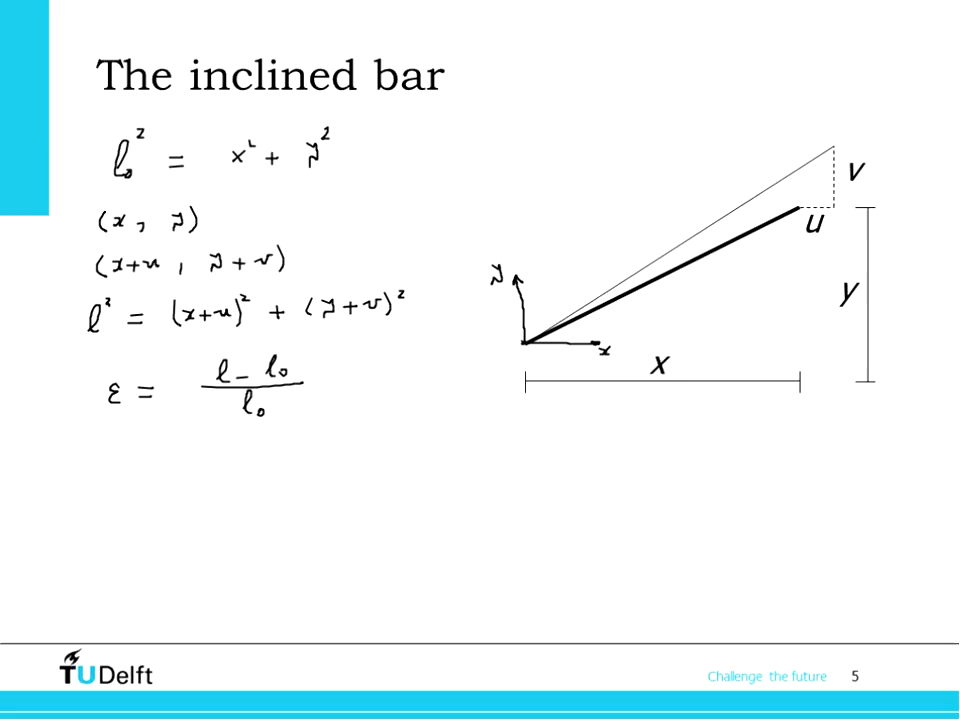 The inclined bar
l₀² = x² + y²
(x, y)
(x+u, y+v)
l² = (x+u)² + (y+v)²
ε = (l - l₀) / l₀
v
u
y
y
x
x
TUDelft
Challenge the future 5